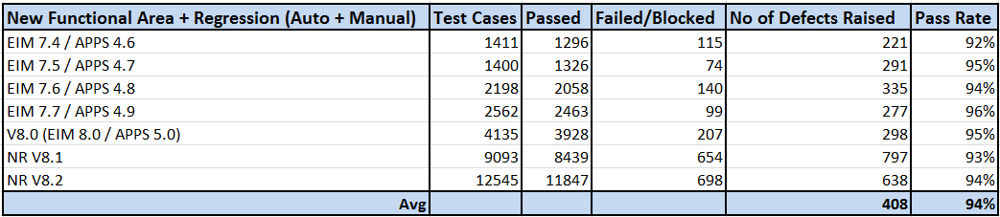 New Functional Area + Regression (Auto + Manual) Test Cases Passed Failed/Blocked No of Defects Raised Pass Rate
EIM 7.4 / APPS 4.6 1411 1296 115 221 92%
EIM 7.5 / APPS 4.7 1400 1326 74 291 95%
EIM 7.6 / APPS 4.8 2198 2058 140 335 94%
EIM 7.7 / APPS 4.9 2562 2463 99 277 96%
V8.0 (EIM 8.0 / APPS 5.0) 4135 3928 207 298 95%
NR V8.1 9093 8439 654 797 93%
NR V8.2 12545 11847 698 638 94%
Avg 408 94%